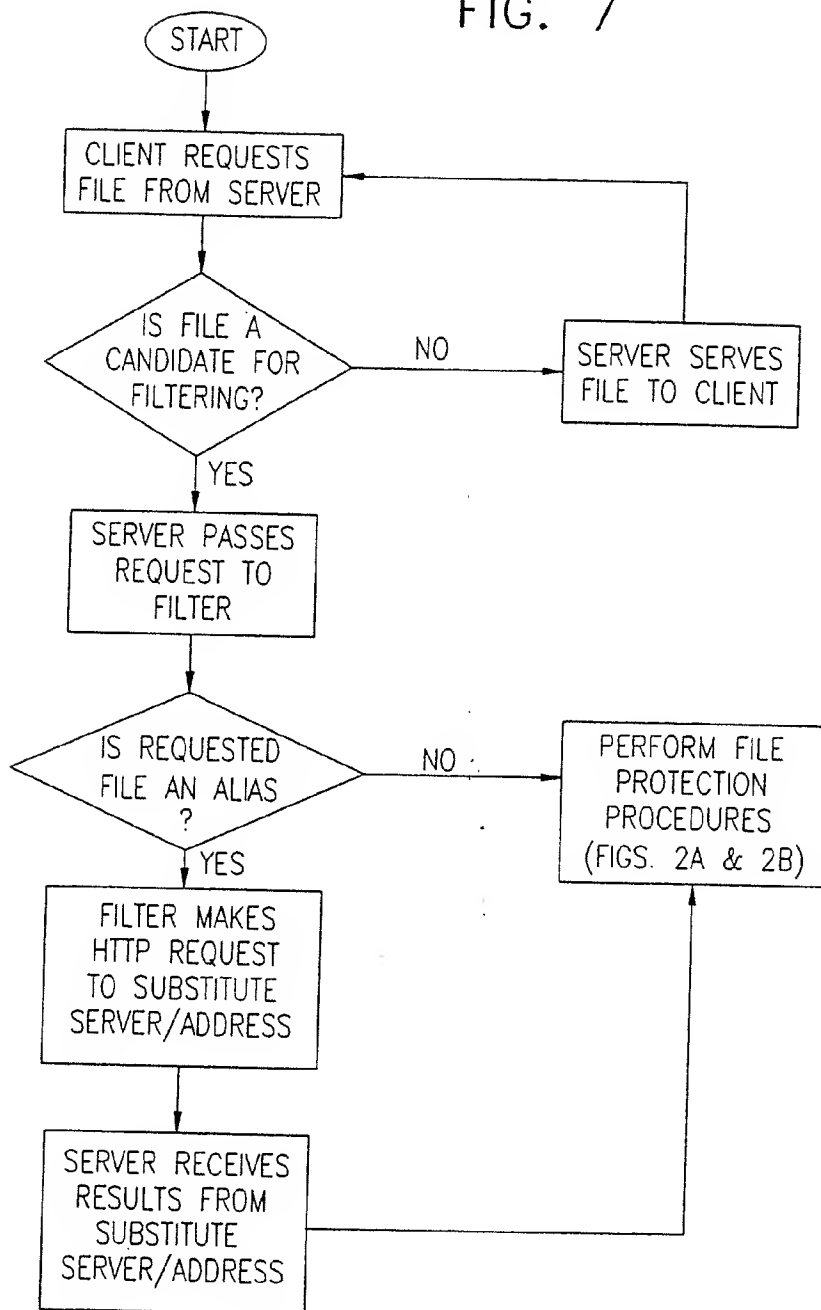 FIG. 7
START
CLIENT REQUESTS
FILE FROM SERVER
IS FILE A
CANDIDATE FOR
FILTERING?
NO
SERVER SERVES
FILE TO CLIENT
YES
SERVER PASSES
REQUEST TO
FILTER
IS REQUESTED
FILE AN ALIAS
?
NO
PERFORM FILE
PROTECTION
PROCEDURES
(FIGS. 2A & 2B)
YES
FILTER MAKES
HTTP REQUEST
TO SUBSTITUTE
SERVER/ADDRESS
SERVER RECEIVES
RESULTS FROM
SUBSTITUTE
SERVER/ADDRESS